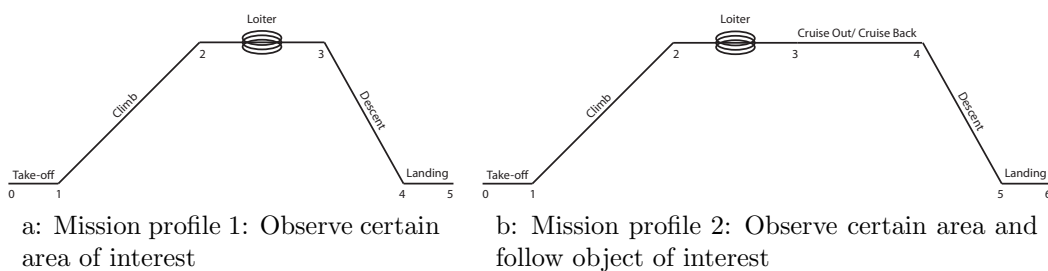 Loiter
2
3
Climb
Descent
Take-off
Landing
0
1
4
5
a: Mission profile 1: Observe certain
area of interest
Loiter
Cruise Out/ Cruise Back
2
3
4
Climb
Descent
Take-off
Landing
0
1
5
6
b: Mission profile 2: Observe certain area and
follow object of interest